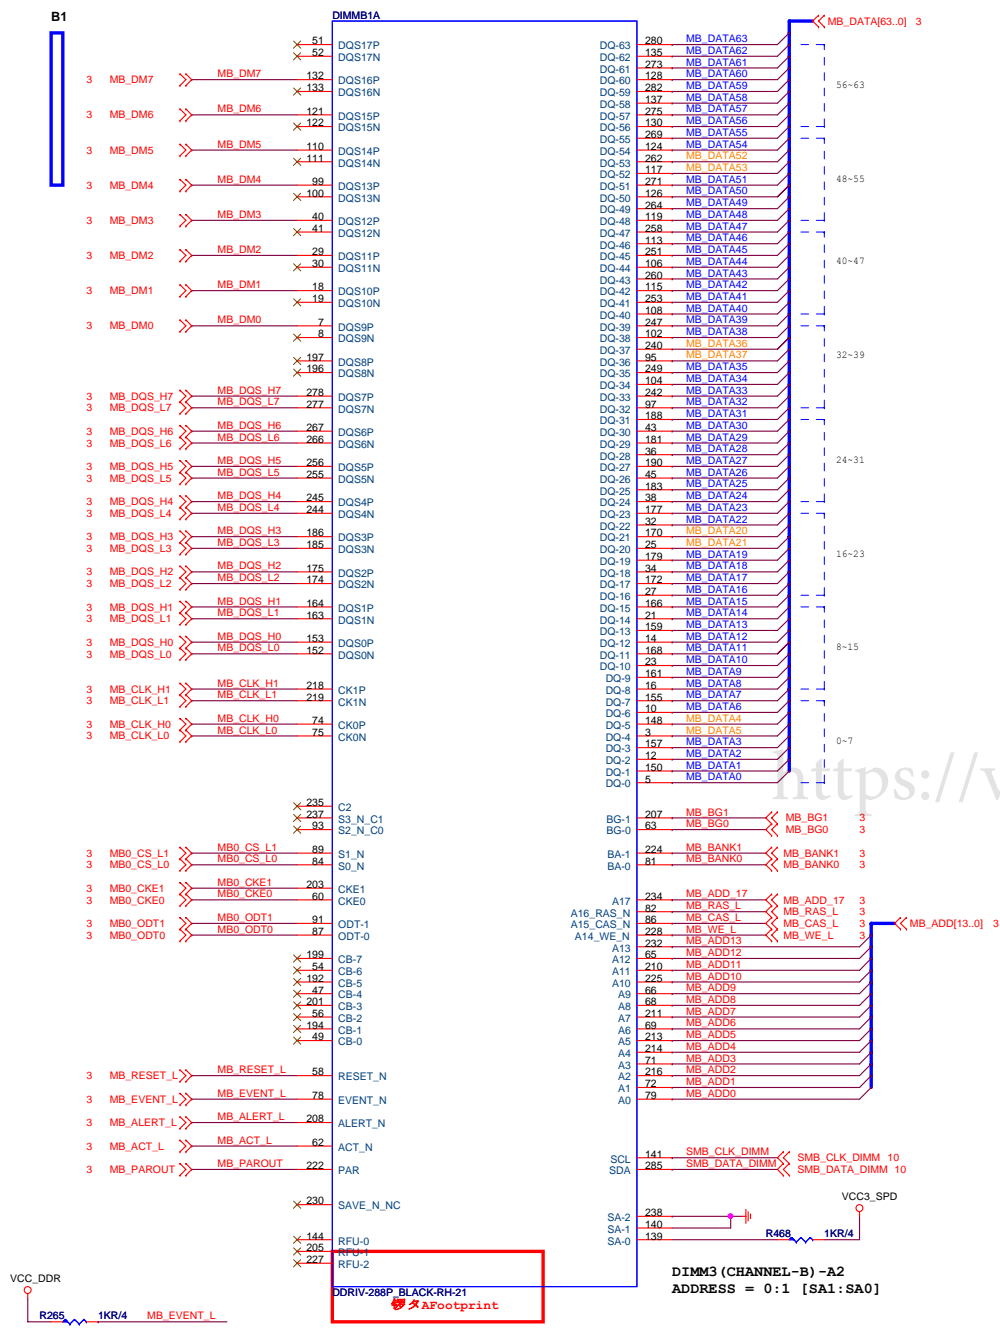 B1
DIMMB1A
MB_DATA[63..0] 3
51 DQS17P
52 DQS17N
3 MB_DM7 MB_DM7 132 DQS16P
133 DQS16N
3 MB_DM6 MB_DM6 121 DQS15P
122 DQS15N
3 MB_DM5 MB_DM5 110 DQS14P
111 DQS14N
3 MB_DM4 MB_DM4 99 DQS13P
100 DQS13N
3 MB_DM3 MB_DM3 40 DQS12P
41 DQS12N
3 MB_DM2 MB_DM2 29 DQS11P
30 DQS11N
3 MB_DM1 MB_DM1 18 DQS10P
19 DQS10N
3 MB_DM0 MB_DM0 7 DQS9P
8 DQS9N
197 DQS8P
196 DQS8N
3 MB_DQS_H7 MB_DQS_H7 278 DQS7P
3 MB_DQS_L7 MB_DQS_L7 277 DQS7N
3 MB_DQS_H6 MB_DQS_H6 267 DQS6P
3 MB_DQS_L6 MB_DQS_L6 266 DQS6N
3 MB_DQS_H5 MB_DQS_H5 256 DQS5P
3 MB_DQS_L5 MB_DQS_L5 255 DQS5N
3 MB_DQS_H4 MB_DQS_H4 245 DQS4P
3 MB_DQS_L4 MB_DQS_L4 244 DQS4N
3 MB_DQS_H3 MB_DQS_H3 186 DQS3P
3 MB_DQS_L3 MB_DQS_L3 185 DQS3N
3 MB_DQS_H2 MB_DQS_H2 175 DQS2P
3 MB_DQS_L2 MB_DQS_L2 174 DQS2N
3 MB_DQS_H1 MB_DQS_H1 164 DQS1P
3 MB_DQS_L1 MB_DQS_L1 163 DQS1N
3 MB_DQS_H0 MB_DQS_H0 153 DQS0P
3 MB_DQS_L0 MB_DQS_L0 152 DQS0N
3 MB_CLK_H1 MB_CLK_H1 218 CK1P
3 MB_CLK_L1 MB_CLK_L1 219 CK1N
3 MB_CLK_H0 MB_CLK_H0 74 CK0P
3 MB_CLK_L0 MB_CLK_L0 75 CK0N
235 C2
237 S3_N_C1
93 S2_N_C0
3 MB0_CS_L1 MB0_CS_L1 89 S1_N
3 MB0_CS_L0 MB0_CS_L0 84 S0_N
3 MB0_CKE1 MB0_CKE1 203 CKE1
3 MB0_CKE0 MB0_CKE0 60 CKE0
3 MB0_ODT1 MB0_ODT1 91 ODT-1
3 MB0_ODT0 MB0_ODT0 87 ODT-0
199 CB-7
54 CB-6
192 CB-5
47 CB-4
201 CB-3
56 CB-2
194 CB-1
49 CB-0
3 MB_RESET_L MB_RESET_L 58 RESET_N
3 MB_EVENT_L MB_EVENT_L 78 EVENT_N
3 MB_ALERT_L MB_ALERT_L 208 ALERT_N
3 MB_ACT_L MB_ACT_L 62 ACT_N
3 MB_PAROUT MB_PAROUT 222 PAR
230 SAVE_N_NC
144 RFU-0
205 RFU-1
227 RFU-2
DQ-63 280 MB_DATA63
DQ-62 135 MB_DATA62
DQ-61 273 MB_DATA61
DQ-60 128 MB_DATA60
DQ-59 282 MB_DATA59
DQ-58 137 MB_DATA58
DQ-57 275 MB_DATA57
DQ-56 130 MB_DATA56
56~63
DQ-55 269 MB_DATA55
DQ-54 124 MB_DATA54
DQ-53 262 MB_DATA52
DQ-52 117 MB_DATA53
DQ-51 271 MB_DATA51
DQ-50 126 MB_DATA50
DQ-49 264 MB_DATA49
DQ-48 119 MB_DATA48
48~55
DQ-47 258 MB_DATA47
DQ-46 113 MB_DATA46
DQ-45 251 MB_DATA45
DQ-44 106 MB_DATA44
DQ-43 260 MB_DATA43
DQ-42 115 MB_DATA42
DQ-41 253 MB_DATA41
DQ-40 108 MB_DATA40
40~47
DQ-39 247 MB_DATA39
DQ-38 102 MB_DATA38
DQ-37 240 MB_DATA36
DQ-36 95 MB_DATA37
DQ-35 249 MB_DATA35
DQ-34 104 MB_DATA34
DQ-33 242 MB_DATA33
DQ-32 97 MB_DATA32
32~39
DQ-31 188 MB_DATA31
DQ-30 43 MB_DATA30
DQ-29 181 MB_DATA29
DQ-28 36 MB_DATA28
DQ-27 190 MB_DATA27
DQ-26 45 MB_DATA26
DQ-25 183 MB_DATA25
DQ-24 38 MB_DATA24
24~31
DQ-23 177 MB_DATA23
DQ-22 32 MB_DATA22
DQ-21 170 MB_DATA20
DQ-20 25 MB_DATA21
DQ-19 179 MB_DATA19
DQ-18 34 MB_DATA18
DQ-17 172 MB_DATA17
DQ-16 27 MB_DATA16
16~23
DQ-15 166 MB_DATA15
DQ-14 21 MB_DATA14
DQ-13 159 MB_DATA13
DQ-12 14 MB_DATA12
DQ-11 168 MB_DATA11
DQ-10 23 MB_DATA10
DQ-9 161 MB_DATA9
DQ-8 16 MB_DATA8
8~15
DQ-7 155 MB_DATA7
DQ-6 10 MB_DATA6
DQ-5 148 MB_DATA4
DQ-4 3 MB_DATA5
DQ-3 157 MB_DATA3
DQ-2 12 MB_DATA2
DQ-1 150 MB_DATA1
DQ-0 5 MB_DATA0
0~7
https://v
BG-1 207 MB_BG1 MB_BG1 3
BG-0 63 MB_BG0 MB_BG0 3
BA-1 224 MB_BANK1 MB_BANK1 3
BA-0 81 MB_BANK0 MB_BANK0 3
A17 234 MB_ADD_17 MB_ADD_17 3
A16_RAS_N 82 MB_RAS_L MB_RAS_L 3
A15_CAS_N 86 MB_CAS_L MB_CAS_L 3
A14_WE_N 228 MB_WE_L MB_WE_L 3
MB_ADD[13..0] 3
A13 232 MB_ADD13
A12 65 MB_ADD12
A11 210 MB_ADD11
A10 225 MB_ADD10
A9 66 MB_ADD9
A8 68 MB_ADD8
A7 211 MB_ADD7
A6 69 MB_ADD6
A5 213 MB_ADD5
A4 214 MB_ADD4
A3 71 MB_ADD3
A2 216 MB_ADD2
A1 72 MB_ADD1
A0 79 MB_ADD0
SCL 141 SMB_CLK_DIMM SMB_CLK_DIMM 10
SDA 285 SMB_DATA_DIMM SMB_DATA_DIMM 10
VCC3_SPD
SA-2 238
SA-1 140
SA-0 139 R468 1KR/4
DIMM3(CHANNEL-B)-A2
ADDRESS = 0:1 [SA1:SA0]
DDRIV-288P_BLACK-RH-21
AFootprint
VCC_DDR
R265 1KR/4 MB_EVENT_L